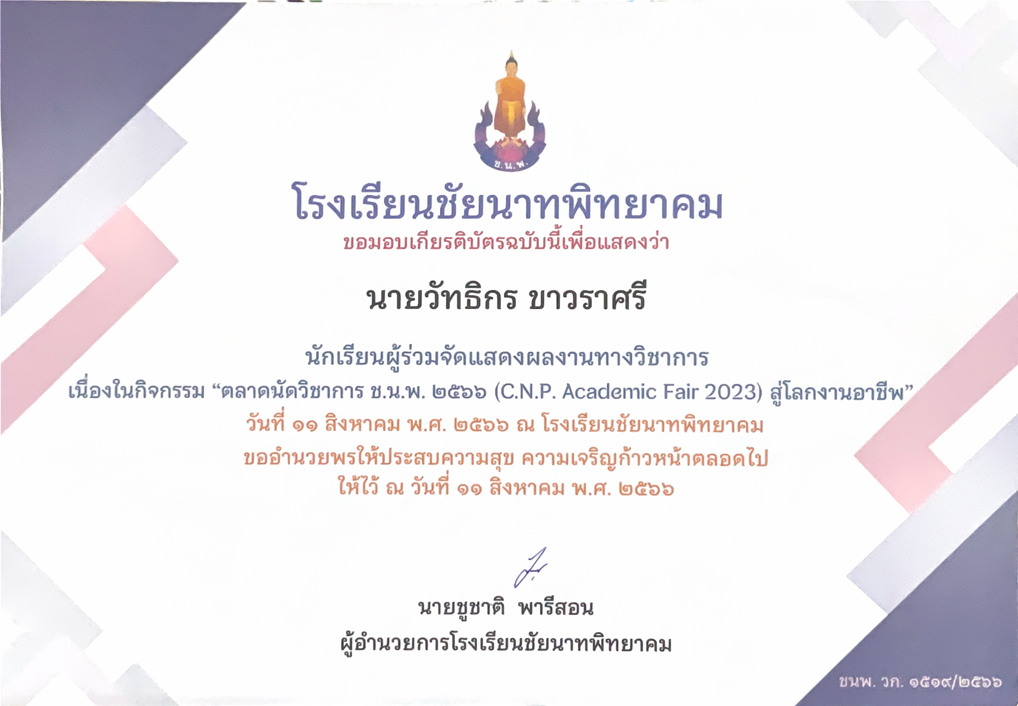 ช.น.พ.
โรงเรียนชัยนาทพิทยาคม
ขอมอบเกียรติบัตรฉบับนี้เพื่อแสดงว่า
นายวัทธิกร ขาวราศรี
นักเรียนผู้ร่วมจัดแสดงผลงานทางวิชาการ
เนื่องในกิจกรรม “ตลาดนัดวิชาการ ช.น.พ. ๒๕๖๖ (C.N.P. Academic Fair 2023) สู่โลกงานอาชีพ”
วันที่ ๑๑ สิงหาคม พ.ศ. ๒๕๖๖ ณ โรงเรียนชัยนาทพิทยาคม
ขออำนวยพรให้ประสบความสุข ความเจริญก้าวหน้าตลอดไป
ให้ไว้ ณ วันที่ ๑๑ สิงหาคม พ.ศ. ๒๕๖๖
นายชูชาติ พารีสอน
ผู้อำนวยการโรงเรียนชัยนาทพิทยาคม
ชนพ. วก. ๑๕๑๙/๒๕๖๖